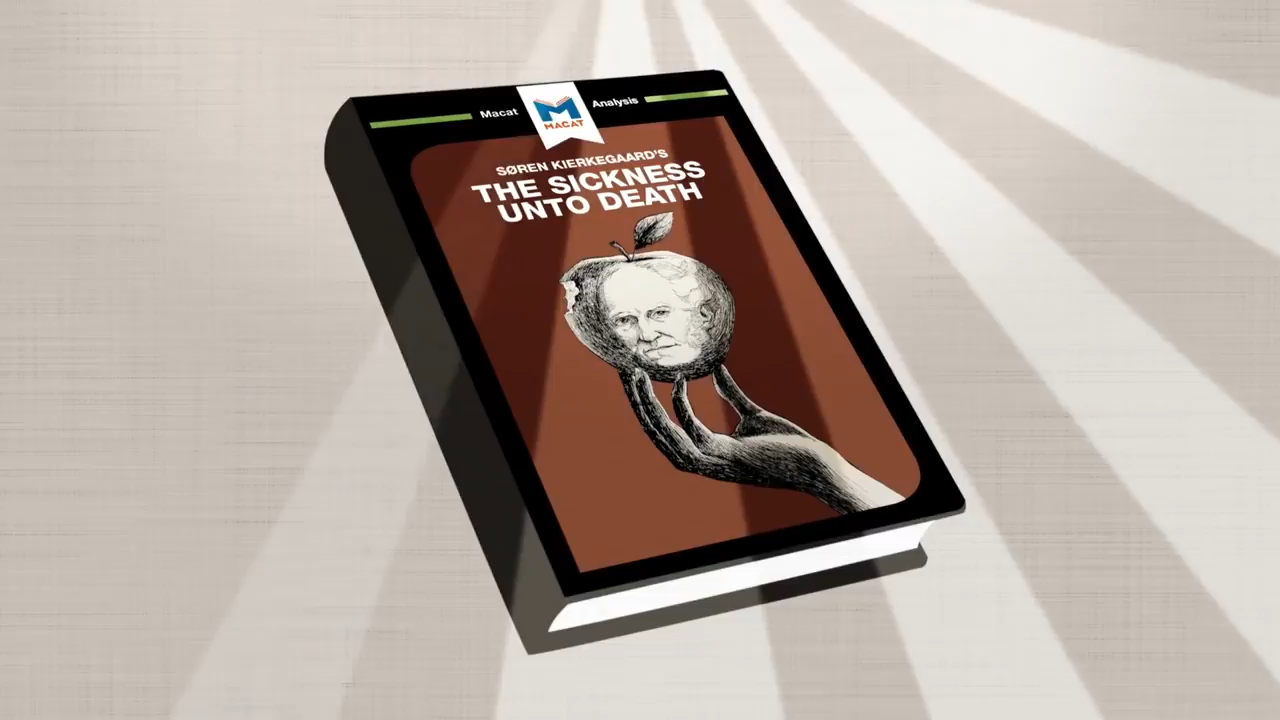 Macat Analysis
MACAT
SØREN KIERKEGAARD'S
THE SICKNESS
UNTO DEATH